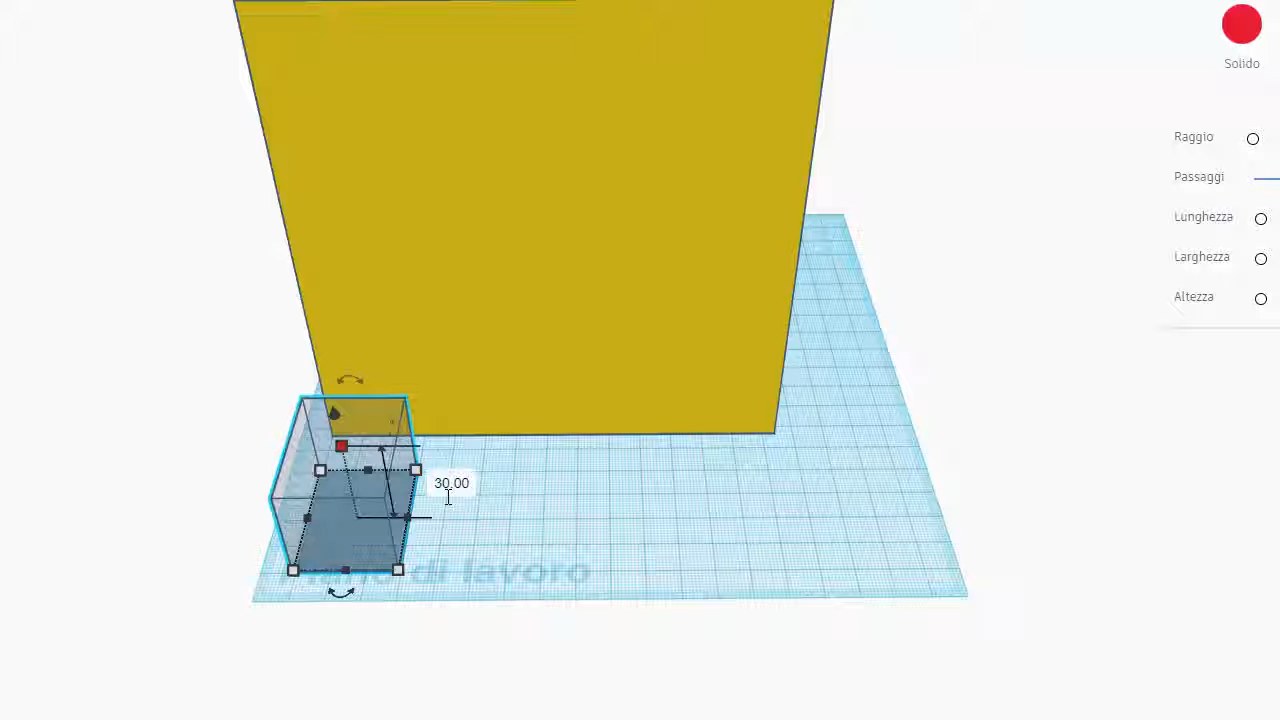 Solido
Raggio
Passaggi
Lunghezza
Larghezza
Altezza
30.00
di lavoro